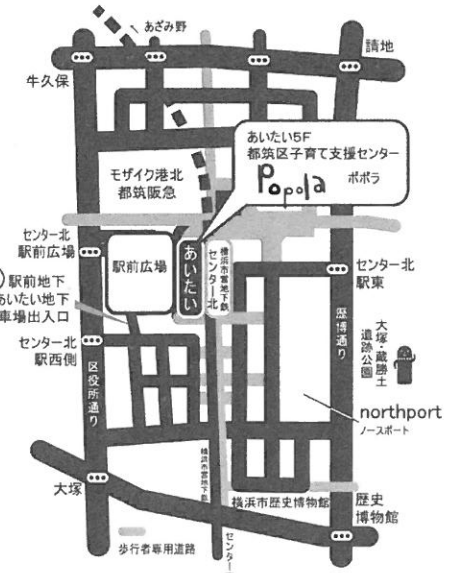 あざみ野
請地
牛久保
あいたい5F
都筑区子育て支援センター
Popola ポポラ
モザイク港北
都筑阪急
センター北
駅前広場
駅前広場
あいたい
横浜市営地下鉄
センター北
センター北
駅東
駅前地下
あいたい地下
車場出入口
センター北
駅西側
区役所通り
歴博通り
大塚・歳勝土
遺跡公園
northport
ノースポート
大塚
横浜市営地下鉄
横浜市歴史博物館
歴史
博物館
歩行者専用道路
センター